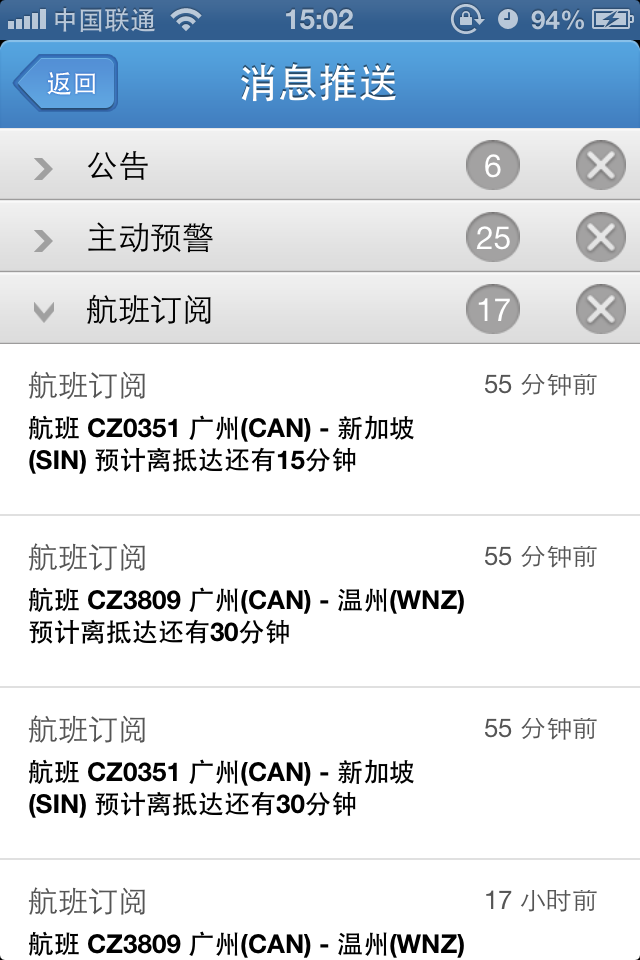 中国联通 15:02 94%
返回 消息推送
公告 6
主动预警 25
航班订阅 17
航班订阅 55 分钟前
航班 CZ0351 广州(CAN) - 新加坡
(SIN) 预计离抵达还有15分钟
航班订阅 55 分钟前
航班 CZ3809 广州(CAN) - 温州(WNZ)
预计离抵达还有30分钟
航班订阅 55 分钟前
航班 CZ0351 广州(CAN) - 新加坡
(SIN) 预计离抵达还有30分钟
航班订阅 17 小时前
航班 CZ3809 广州(CAN) - 温州(WNZ)